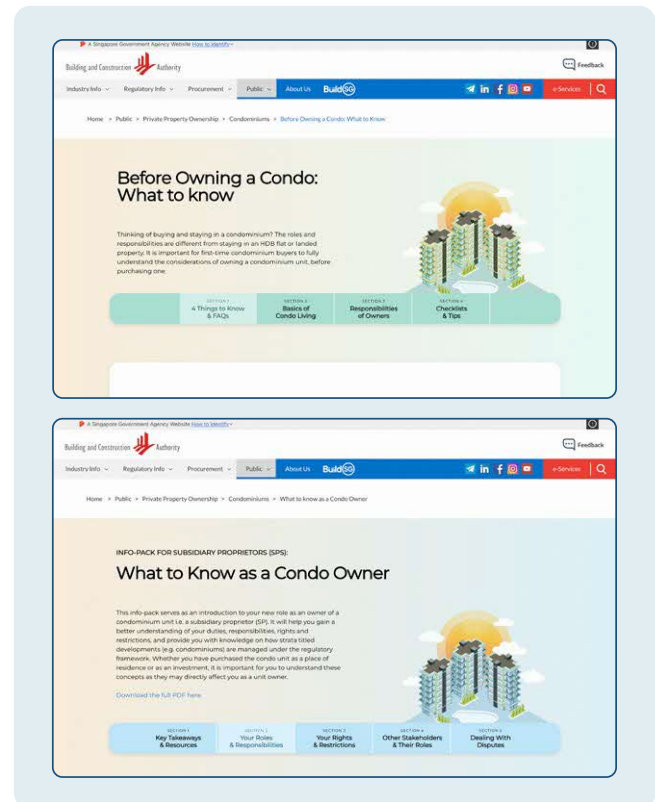 A Singapore Government Agency Website How to identify
Building and Construction Authority
Feedback
Industry Info Regulatory Info Procurement Public About Us BuildSG e-Services
Home > Public > Private Property Ownership > Condominiums > Before Owning a Condo: What to Know
Before Owning a Condo:
What to know
Thinking of buying and staying in a condominium? The roles and
responsibilities are different from staying in an HDB flat or landed
property. It is important for first-time condominium buyers to fully
understand the considerations of owning a condominium unit, before
purchasing one.
SECTION 1
4 Things to Know
& FAQs
SECTION 2
Basics of
Condo Living
SECTION 3
Responsibilities
of Owners
SECTION 4
Checklists
& Tips
A Singapore Government Agency Website How to identify
Building and Construction Authority
Feedback
Industry Info Regulatory Info Procurement Public About Us BuildSG e-Services
Home > Public > Private Property Ownership > Condominiums > What to know as a Condo Owner
INFO-PACK FOR SUBSIDIARY PROPRIETORS (SPS):
What to Know as a Condo Owner
This info-pack serves as an introduction to your new role as an owner of a
condominium unit i.e. a subsidiary proprietor (SP). It will help you gain a
better understanding of your duties, responsibilities, rights and
restrictions, and provide you with knowledge on how strata titled
developments (eg. condominiums) are managed under the regulatory
framework. Whether you have purchased the condo unit as a place of
residence or as an investment, it is important for you to understand these
concepts as they may directly affect you as a unit owner.
Download the full PDF here.
SECTION 1
Key Takeaways
& Resources
SECTION 2
Your Roles
& Responsibilities
SECTION 3
Your Rights
& Restrictions
SECTION 4
Other Stakeholders
& Their Roles
SECTION 5
Dealing With
Disputes